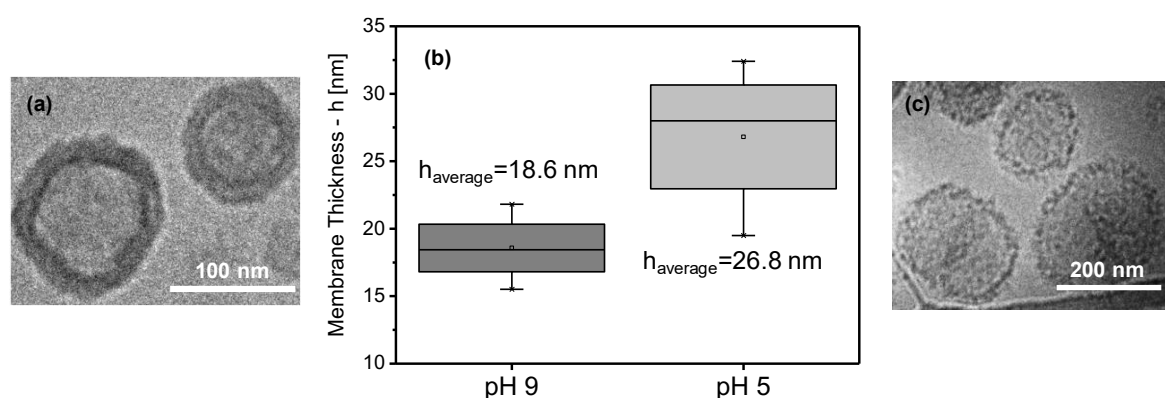 (a)
100 nm
Membrane Thickness - h [nm]
35
30
25
20
15
10
(b)
haverage=18.6 nm
haverage=26.8 nm
pH 9
pH 5
(c)
200 nm